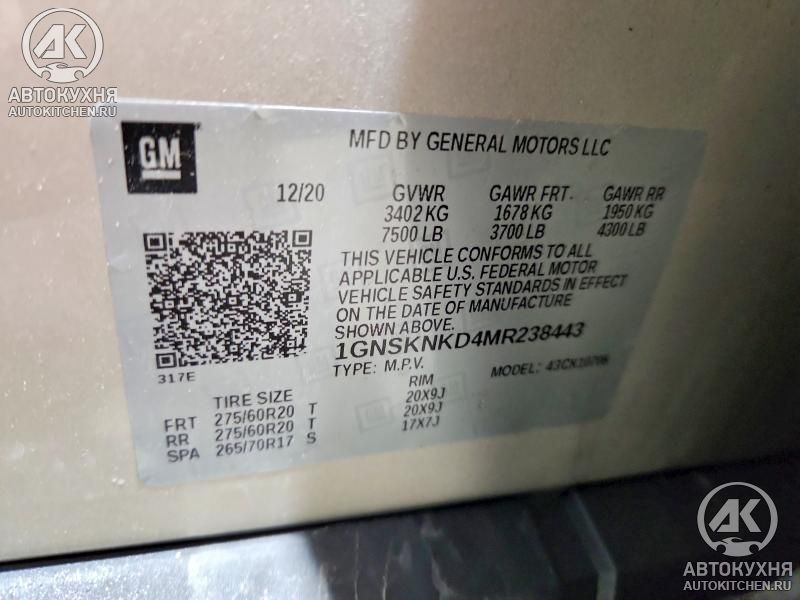 АВТОКУХНЯ
AUTOKITCHEN.RU
GM
MFD BY GENERAL MOTORS LLC
12/20 GVWR GAWR FRT GAWR RR
3402 KG 1678 KG 1950 KG
7500 LB 3700 LB 4300 LB
THIS VEHICLE CONFORMS TO ALL
APPLICABLE U.S. FEDERAL MOTOR
VEHICLE SAFETY STANDARDS IN EFFECT
ON THE DATE OF MANUFACTURE
SHOWN ABOVE.
1GNSKNKD4MR238443
317E
TYPE: M.P.V. MODEL:
TIRE SIZE RIM
FRT 275/60R20 T 20X9J
RR 275/60R20 T 20X9J
SPA 265/70R17 S 17X7J
АВТОКУХНЯ
AUTOKITCHEN.RU